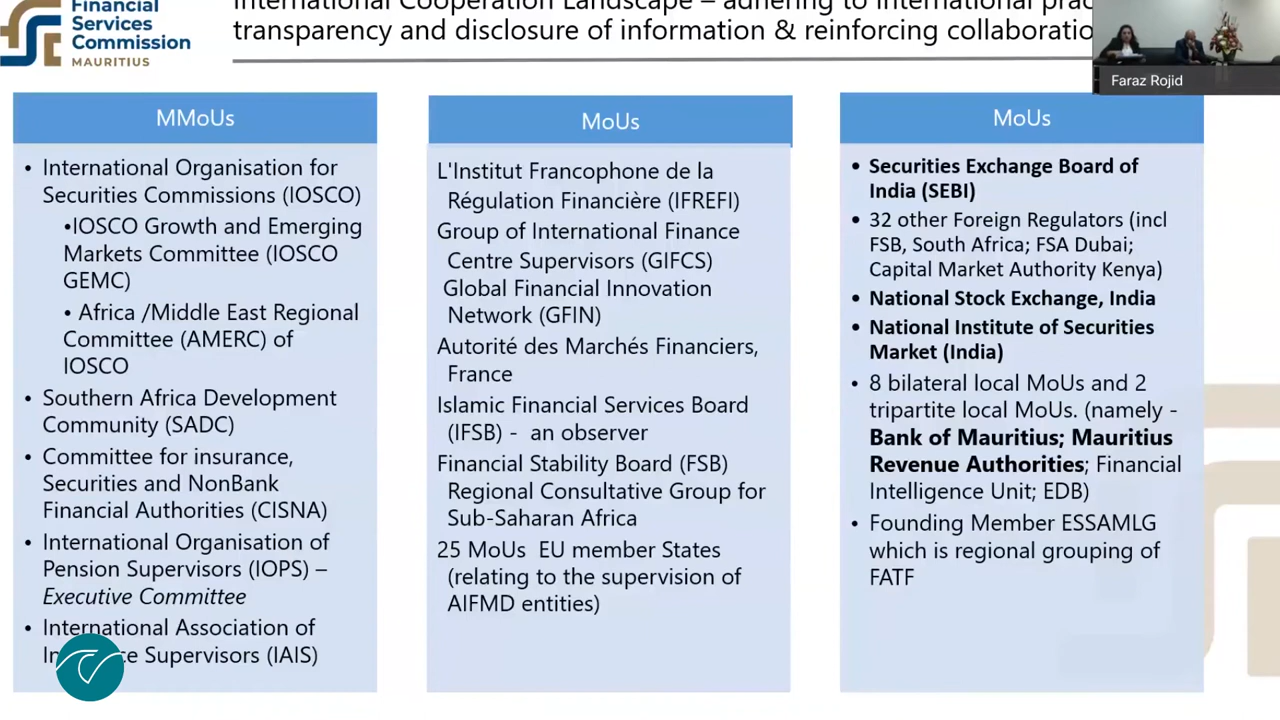 Financial
Services
Commission
MAURITIUS
International Cooperation Landscape – adhering to international
transparency and disclosure of information & reinforcing
Faraz Rojid
MMoUs
• International Organisation for
Securities Commissions (IOSCO)
•IOSCO Growth and Emerging
Markets Committee (IOSCO
GEMC)
• Africa /Middle East Regional
Committee (AMERC) of
IOSCO
• Southern Africa Development
Community (SADC)
• Committee for insurance,
Securities and NonBank
Financial Authorities (CISNA)
• International Organisation of
Pension Supervisors (IOPS) –
Executive Committee
• International Association of
Supervisors (IAIS)
MoUs
L'Institut Francophone de la
Régulation Financière (IFREFI)
Group of International Finance
Centre Supervisors (GIFCS)
Global Financial Innovation
Network (GFIN)
Autorité des Marchés Financiers,
France
Islamic Financial Services Board
(IFSB) - an observer
Financial Stability Board (FSB)
Regional Consultative Group for
Sub-Saharan Africa
25 MoUs EU member States
(relating to the supervision of
AIFMD entities)
MoUs
• Securities Exchange Board of
India (SEBI)
• 32 other Foreign Regulators (incl
FSB, South Africa; FSA Dubai;
Capital Market Authority Kenya)
• National Stock Exchange, India
• National Institute of Securities
Market (India)
• 8 bilateral local MoUs and 2
tripartite local MoUs. (namely -
Bank of Mauritius; Mauritius
Revenue Authorities; Financial
Intelligence Unit; EDB)
• Founding Member ESSAMLG
which is regional grouping of
FATF